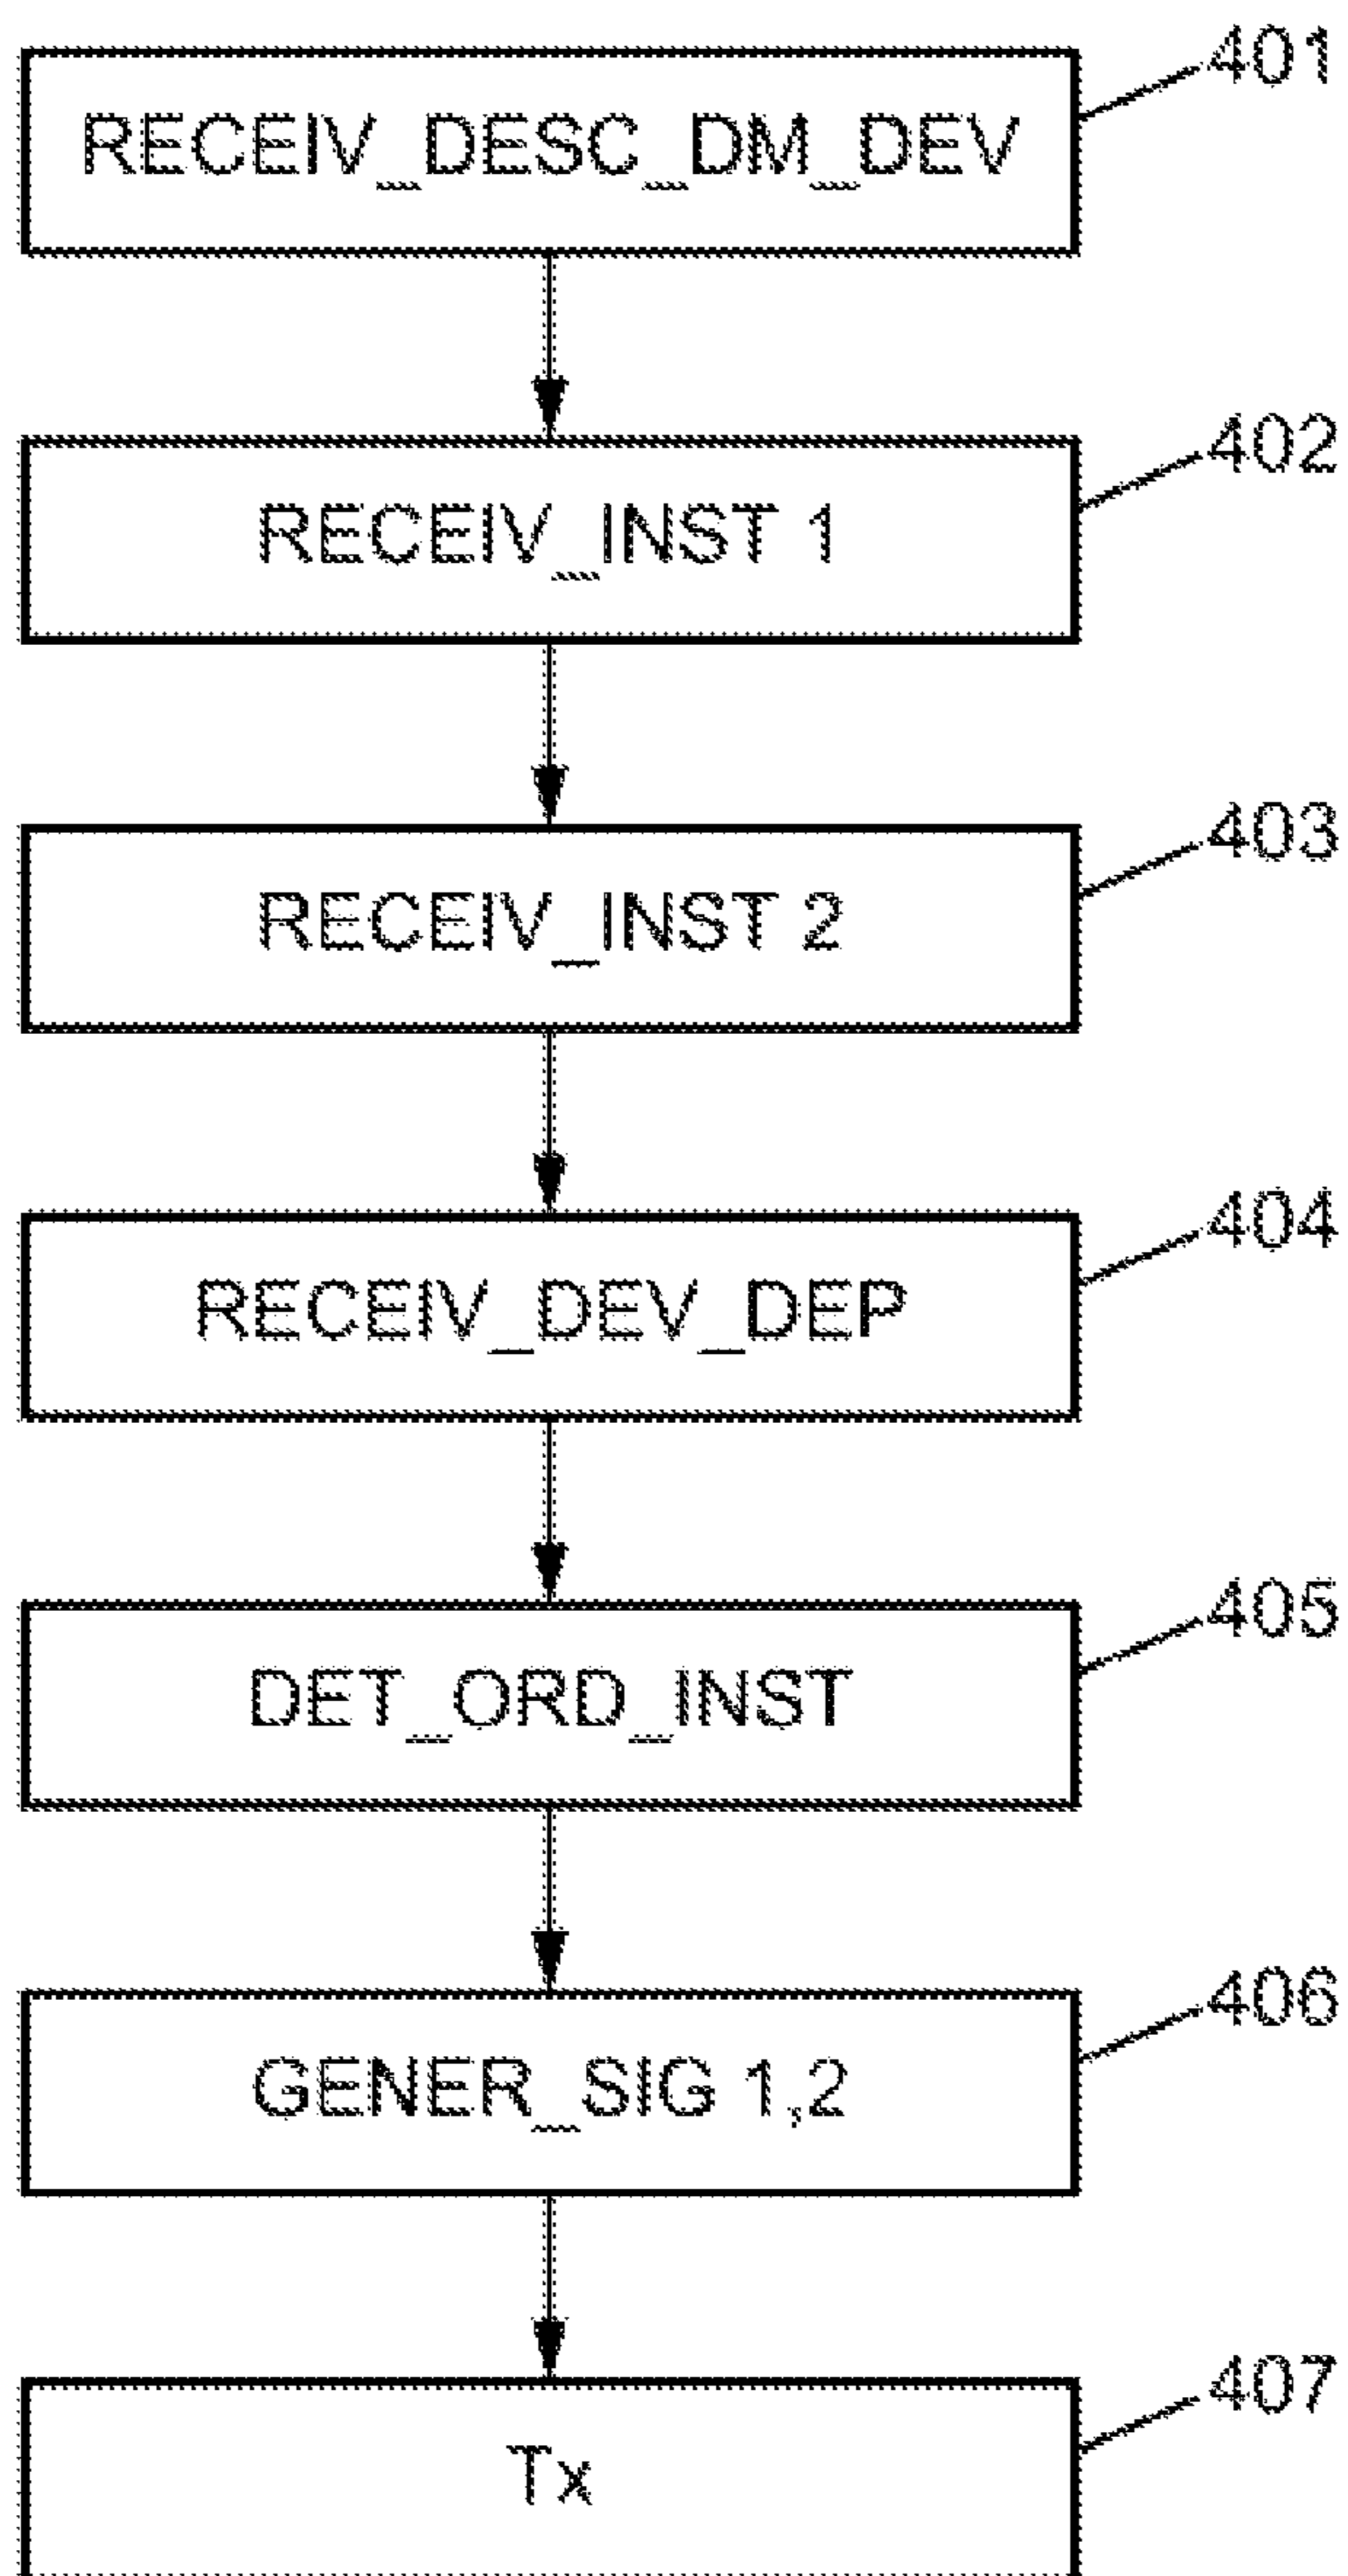 401
RECEIV_DESC_DM_DEV
402
RECEIV_INST 1
403
RECEIV_INST 2
404
RECEIV_DEV_DEP
405
DET_ORD_INST
406
GENER_SIG 1,2
407
Tx